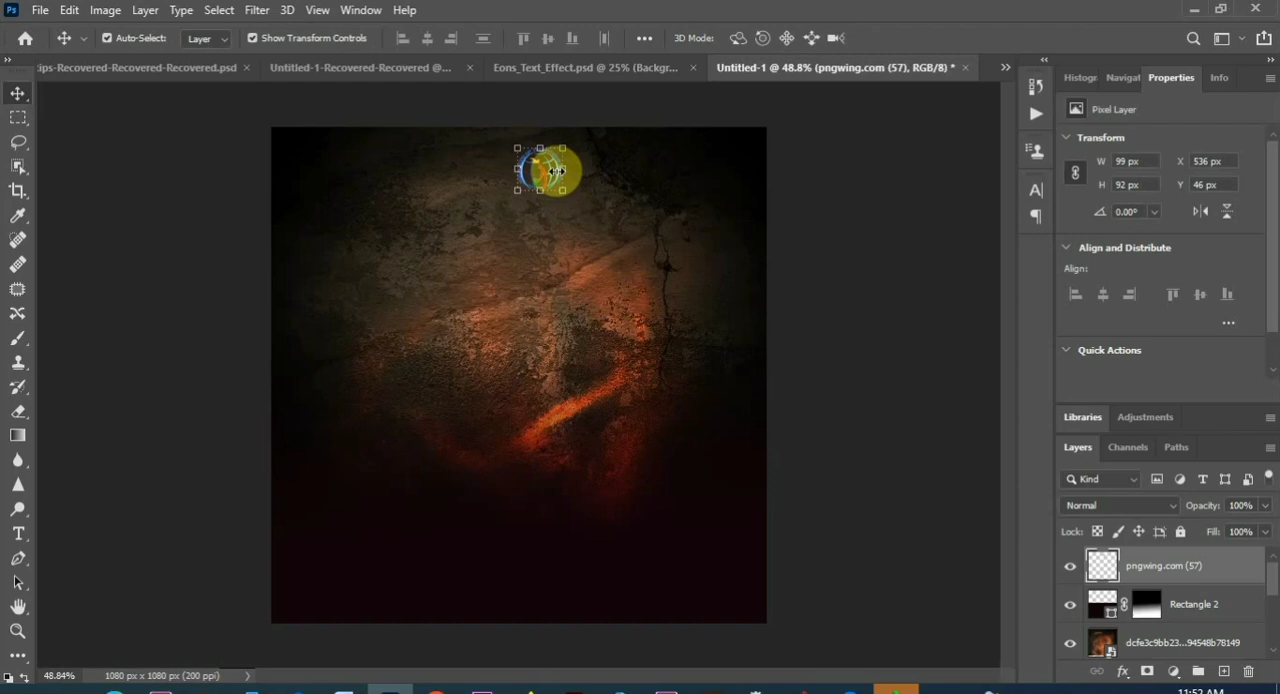 Ps File Edit Image Layer Type Select Filter 3D View Window Help
Auto-Select: Layer Show Transform Controls 3D Mode:
tips-Recovered-Recovered-Recovered.psd Untitled-1-Recovered-Recovered @... Eons_Text_Effect.psd @ 25% (Backgr... Untitled-1 @ 48.8% (pngwing.com (57), RGB/8) *
Histogr Navigat Properties Info
Pixel Layer
Transform
W 99 px X 536 px
H 92 px Y 46 px
0.00°
Align and Distribute
Align:
Quick Actions
Libraries Adjustments
Layers Channels Paths
Kind
Normal Opacity: 100%
Lock: Fill: 100%
pngwing.com (57)
Rectangle 2
dcfe3c9bb23...94548b78149
48.84% 1080 px x 1080 px (200 ppi)